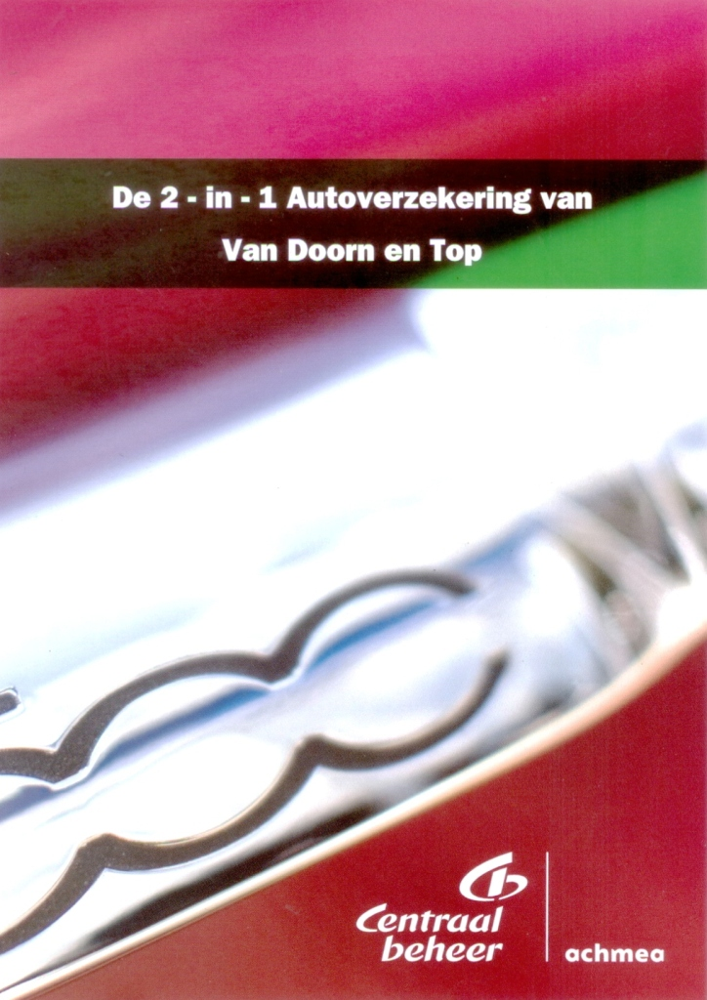 De 2 - in - 1 Autoverzekering van
Van Doorn en Top
Centraal
beheer
achmea